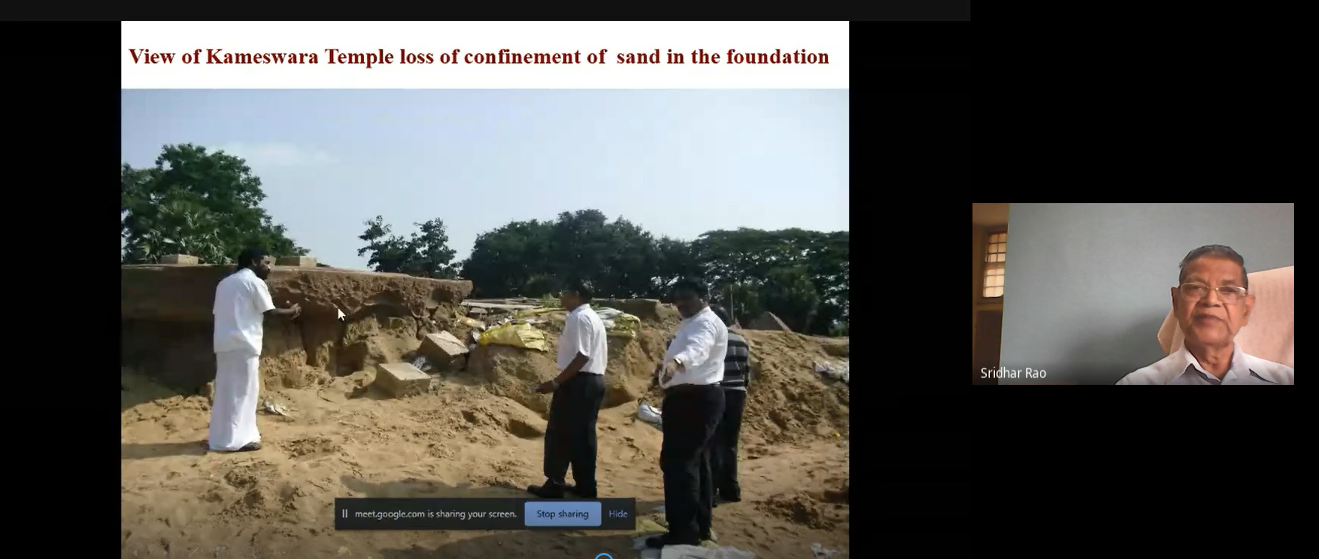 View of Kameswara Temple loss of confinement of sand in the foundation
Sridhar Rao
meet.google.com is sharing your screen.
Stop sharing
Hide